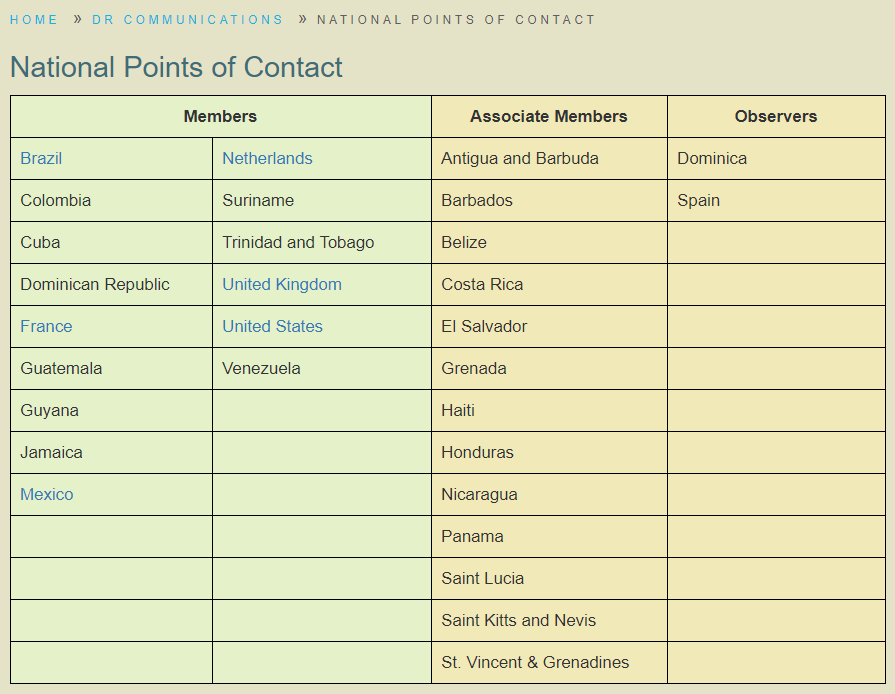 HOME » DR COMMUNICATIONS » NATIONAL POINTS OF CONTACT
National Points of Contact
Members Associate Members Observers
Brazil Netherlands Antigua and Barbuda Dominica
Colombia Suriname Barbados Spain
Cuba Trinidad and Tobago Belize
Dominican Republic United Kingdom Costa Rica
France United States El Salvador
Guatemala Venezuela Grenada
Guyana Haiti
Jamaica Honduras
Mexico Nicaragua
Panama
Saint Lucia
Saint Kitts and Nevis
St. Vincent & Grenadines